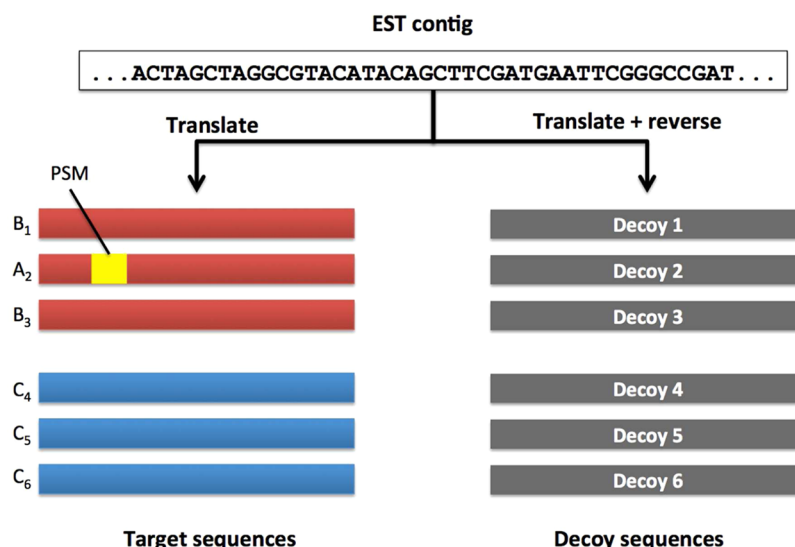 EST contig
...ACTAGCTAGGCGTACATACAGCTTCGATGAATTCGGGCCGAT...
Translate
Translate + reverse
PSM
B1
Decoy 1
A2
Decoy 2
B3
Decoy 3
C4
Decoy 4
C5
Decoy 5
C6
Decoy 6
Target sequences
Decoy sequences